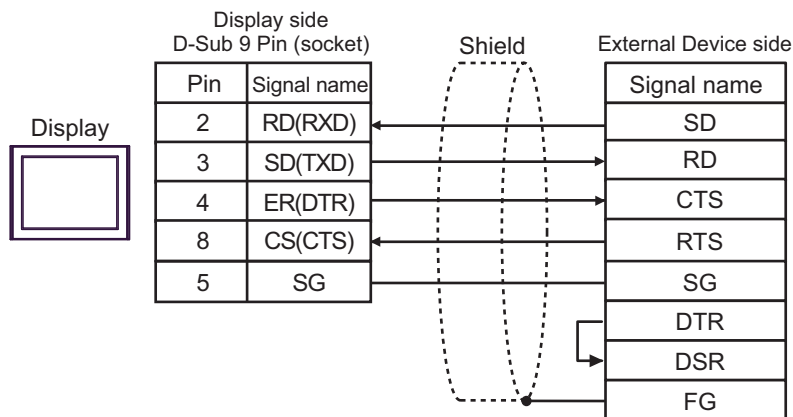 Display side
D-Sub 9 Pin (socket)
Shield
External Device side
Display
Pin Signal name Signal name
2 RD(RXD) SD
3 SD(TXD) RD
4 ER(DTR) CTS
8 CS(CTS) RTS
5 SG SG
DTR
DSR
FG